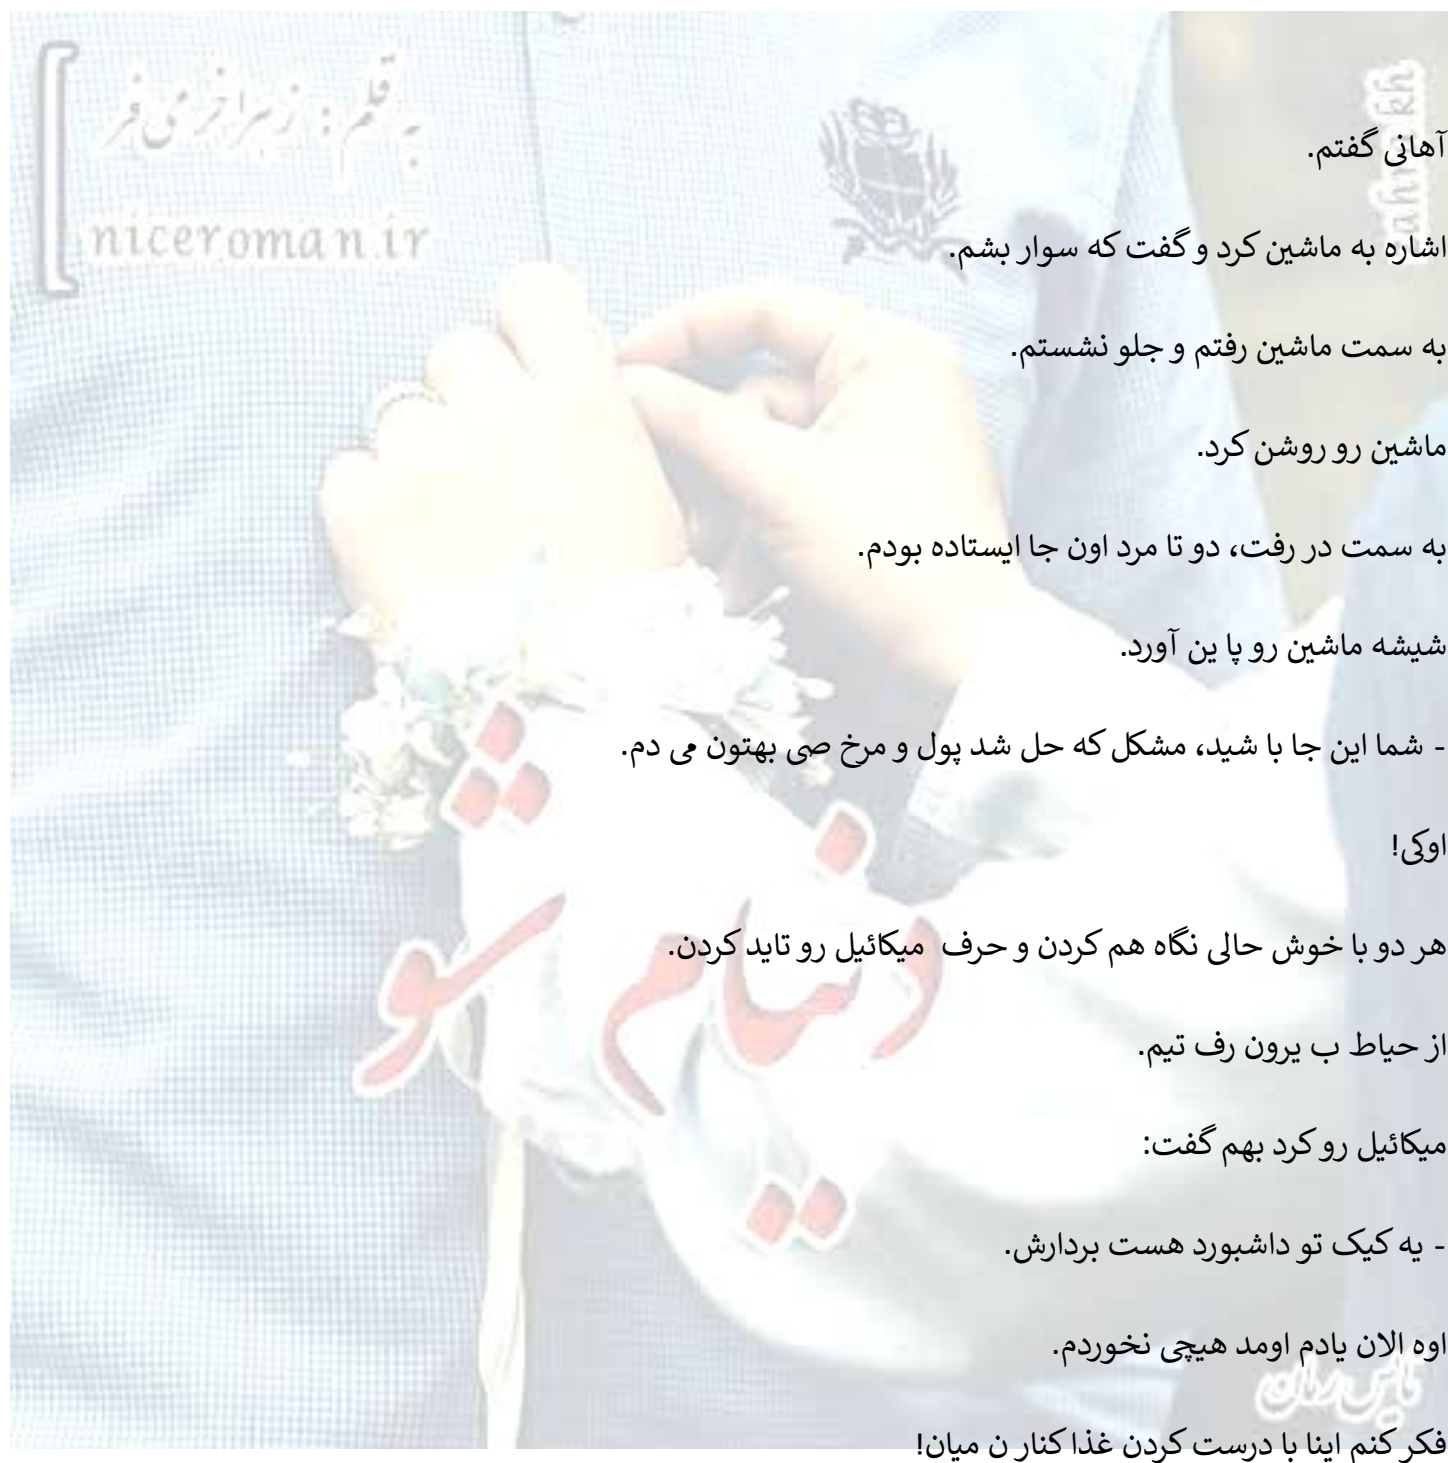 به قلم: زهرا خزمی فر
niceroman.ir
آهانی گفتم.
اشاره به ماشین کرد و گفت که سوار بشم.
به سمت ماشین رفتم و جلو نشستم.
ماشین رو روشن کرد.
به سمت در رفت، دو تا مرد اون جا ایستاده بودم.
شیشه ماشین رو پا ین آورد.
- شما این جا با شید، مشکل که حل شد پول و مرخ صی بهتون می دم.
اوکی!
هر دو با خوش حالی نگاه هم کردن و حرف میکائیل رو تاید کردن.
از حیاط ب یرون رف تیم.
میکائیل رو کرد بهم گفت:
- یه کیک تو داشبورد هست بردارش.
اوه الان یادم اومد هیچی نخوردم.
فکر کنم اینا با درست کردن غذا کنار ن میان!
دنیام شو
نایس رمان